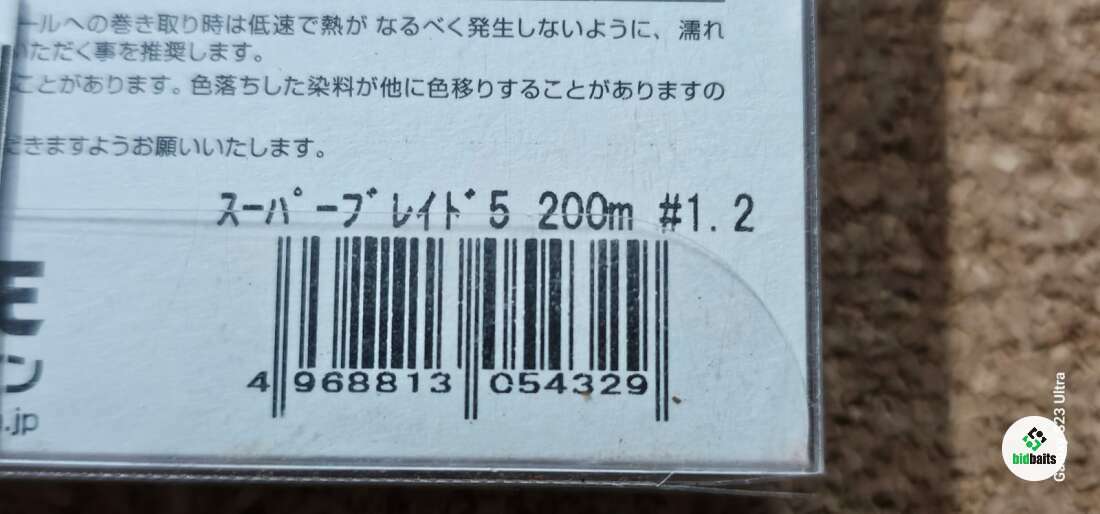 ールへの巻き取り時は低速で熱が なるべく発生しないように、濡れ
いただく事を推奨します。
ことがあります。色落ちした染料が他に色移りすることがありますの
できますようお願いいたします。
スーパーブレイド5 200m #1.2
4 968813 054329
E
ン
.jp
bidbaits
S23 Ultra